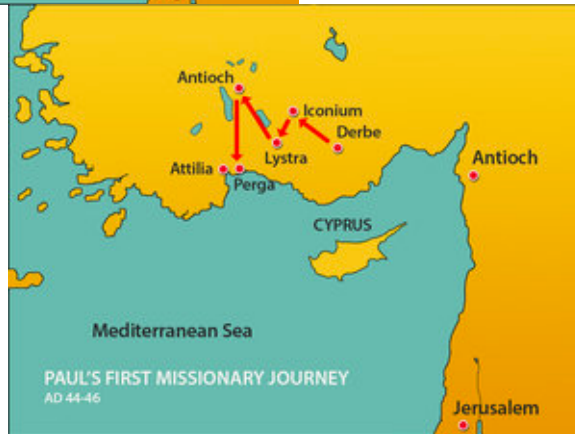 Antioch
Iconium
Derbe
Lystra
Attilia
Perga
Antioch
CYPRUS
Mediterranean Sea
PAUL'S FIRST MISSIONARY JOURNEY
AD 44-46
Jerusalem